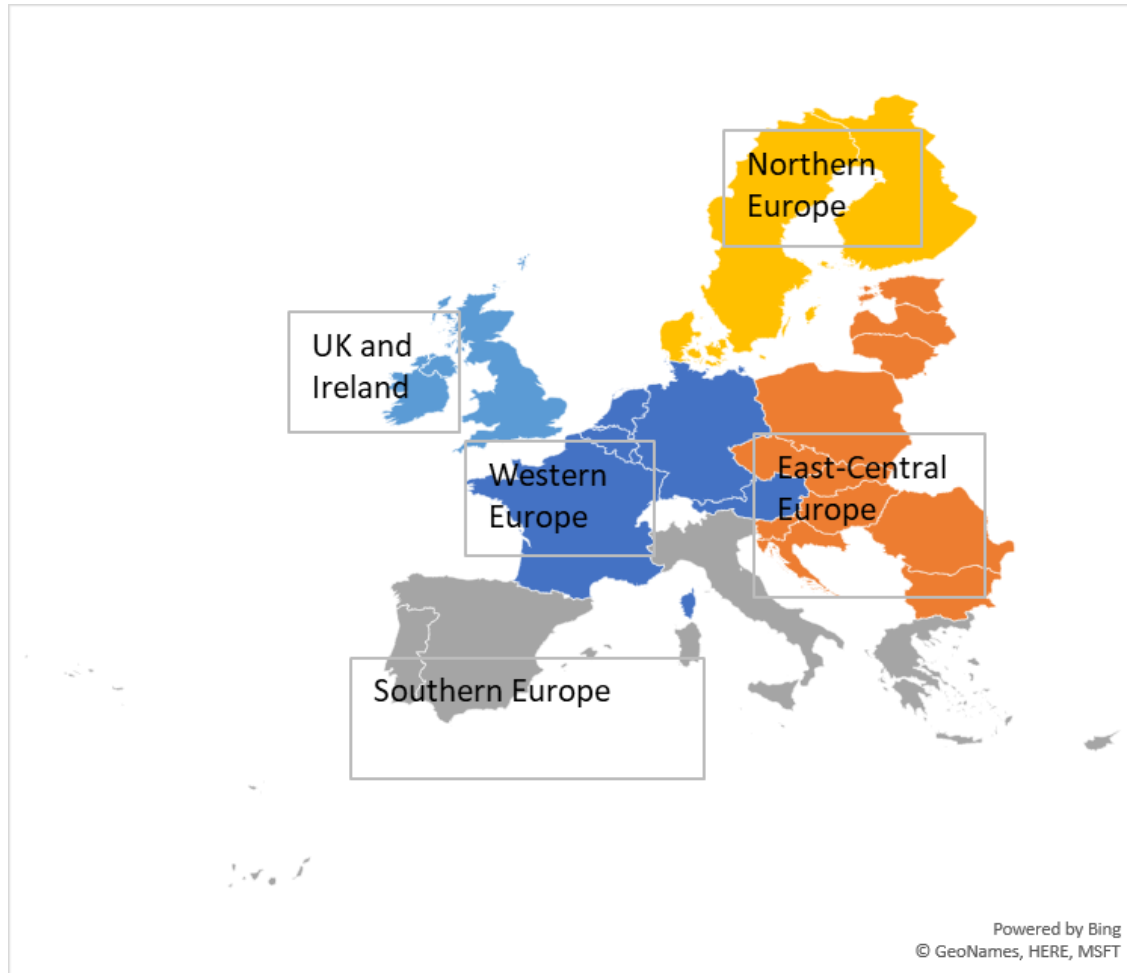 Northern
Europe
UK and
Ireland
Western
Europe
East-Central
Europe
Southern Europe
Powered by Bing
© GeoNames, HERE, MSFT